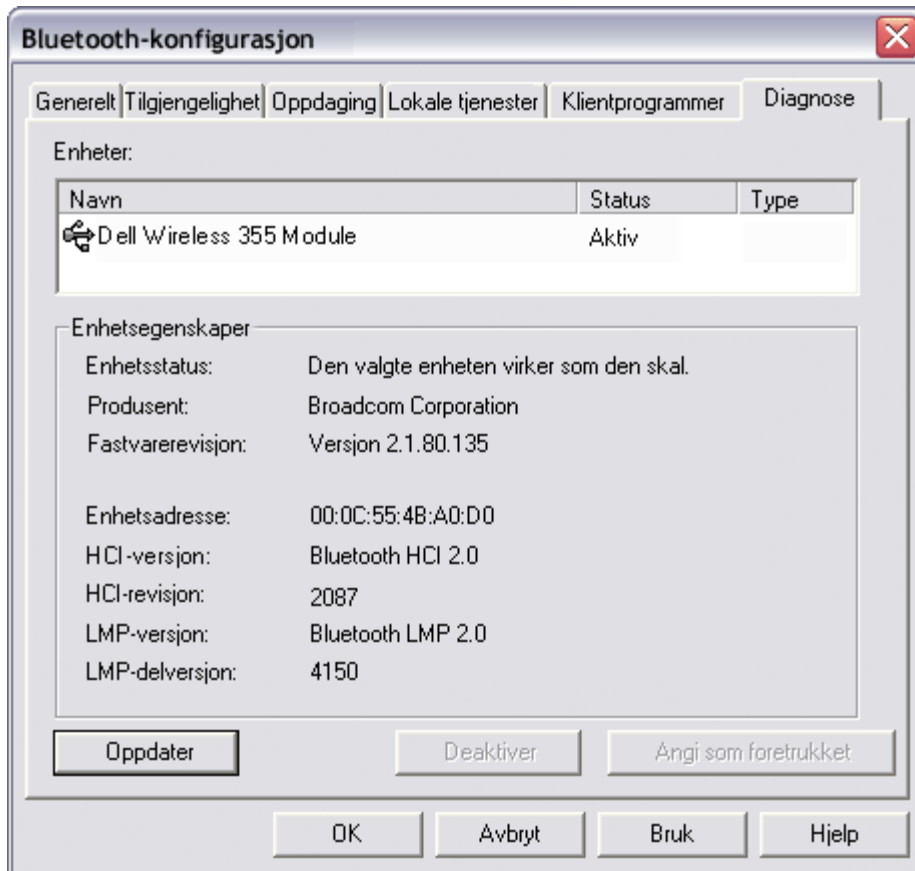 Bluetooth-konfigurasjon
Generelt Tilgjengelighet Oppdaging Lokale tjenester Klientprogrammer Diagnose
Enheter:
Navn Status Type
Dell Wireless 355 Module Aktiv
Enhetsegenskaper
Enhetsstatus: Den valgte enheten virker som den skal.
Produsent: Broadcom Corporation
Fastvarerevisjon: Versjon 2.1.80.135
Enhetsadresse: 00:0C:55:4B:A0:D0
HCI-versjon: Bluetooth HCI 2.0
HCI-revisjon: 2087
LMP-versjon: Bluetooth LMP 2.0
LMP-delversjon: 4150
Oppdater Deaktiver Angi som foretrukket
OK Avbryt Bruk Hjelp